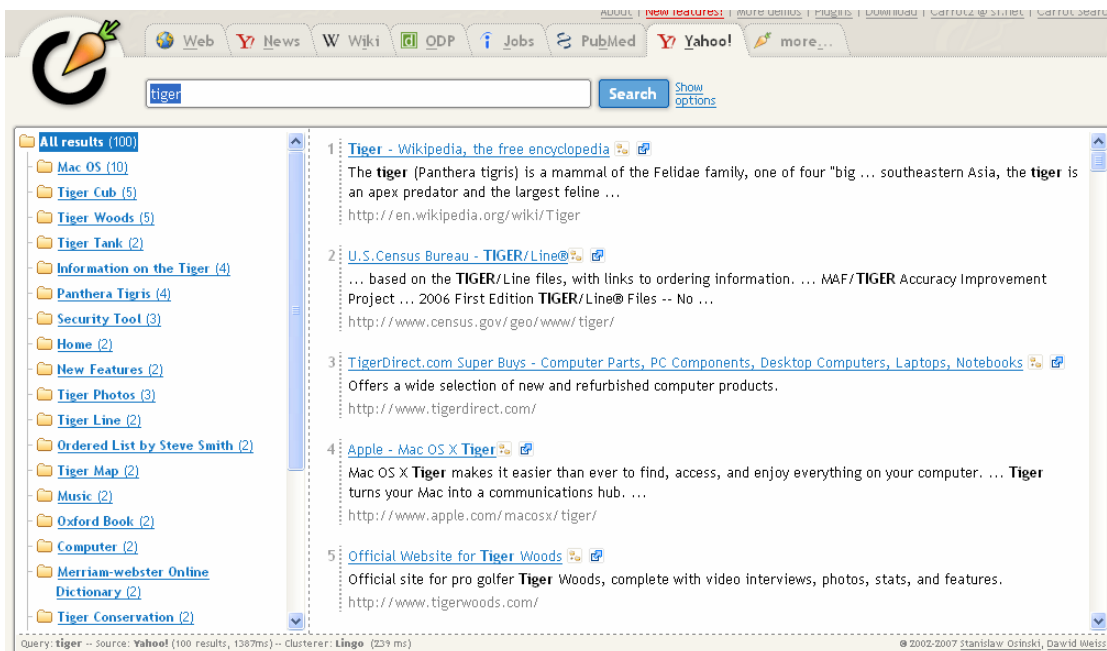 About | New features! | More demos | Plugins | Download | Carrot2 @ sf.net | Carrot Search
Web News Wiki ODP Jobs PubMed Yahoo! more...
tiger Search Show options
All results (100)
Mac OS (10)
Tiger Cub (5)
Tiger Woods (5)
Tiger Tank (2)
Information on the Tiger (4)
Panthera Tigris (4)
Security Tool (3)
Home (2)
New Features (2)
Tiger Photos (3)
Tiger Line (2)
Ordered List by Steve Smith (2)
Tiger Map (2)
Music (2)
Oxford Book (2)
Computer (2)
Merriam-webster Online
Dictionary (2)
Tiger Conservation (2)
1 Tiger - Wikipedia, the free encyclopedia
The tiger (Panthera tigris) is a mammal of the Felidae family, one of four "big ... southeastern Asia, the tiger is
an apex predator and the largest feline ...
http://en.wikipedia.org/wiki/Tiger
2 U.S.Census Bureau - TIGER/Line®
... based on the TIGER/Line files, with links to ordering information. ... MAF/TIGER Accuracy Improvement
Project ... 2006 First Edition TIGER/Line® Files -- No ...
http://www.census.gov/geo/www/tiger/
3 TigerDirect.com Super Buys - Computer Parts, PC Components, Desktop Computers, Laptops, Notebooks
Offers a wide selection of new and refurbished computer products.
http://www.tigerdirect.com/
4 Apple - Mac OS X Tiger
Mac OS X Tiger makes it easier than ever to find, access, and enjoy everything on your computer. ... Tiger
turns your Mac into a communications hub. ...
http://www.apple.com/macosx/tiger/
5 Official Website for Tiger Woods
Official site for pro golfer Tiger Woods, complete with video interviews, photos, stats, and features.
http://www.tigerwoods.com/
Query: tiger -- Source: Yahoo! (100 results, 1387ms) -- Clusterer: Lingo (239 ms)
© 2002-2007 Stanislaw Osinski, Dawid Weiss